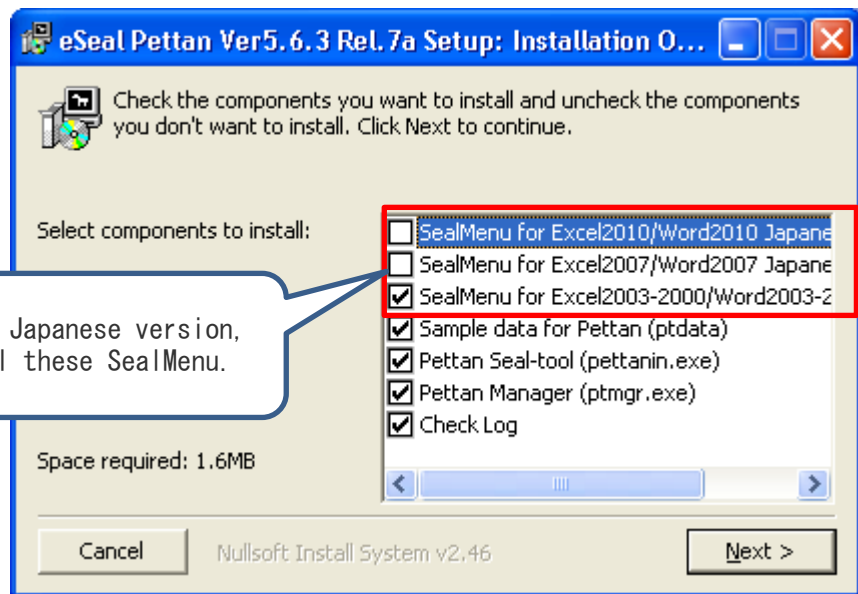 eSeal Pettan Ver5.6.3 Rel.7a Setup: Installation O...
Check the components you want to install and uncheck the components
you don't want to install. Click Next to continue.
Select components to install:
SealMenu for Excel2010/Word2010 Japane
SealMenu for Excel2007/Word2007 Japane
SealMenu for Excel2003-2000/Word2003-2
Sample data for Pettan (ptdata)
Pettan Seal-tool (pettanin.exe)
Pettan Manager (ptmgr.exe)
Check Log
Japanese version,
these SealMenu.
Space required: 1.6MB
Cancel
Nullsoft Install System v2.46
Next >